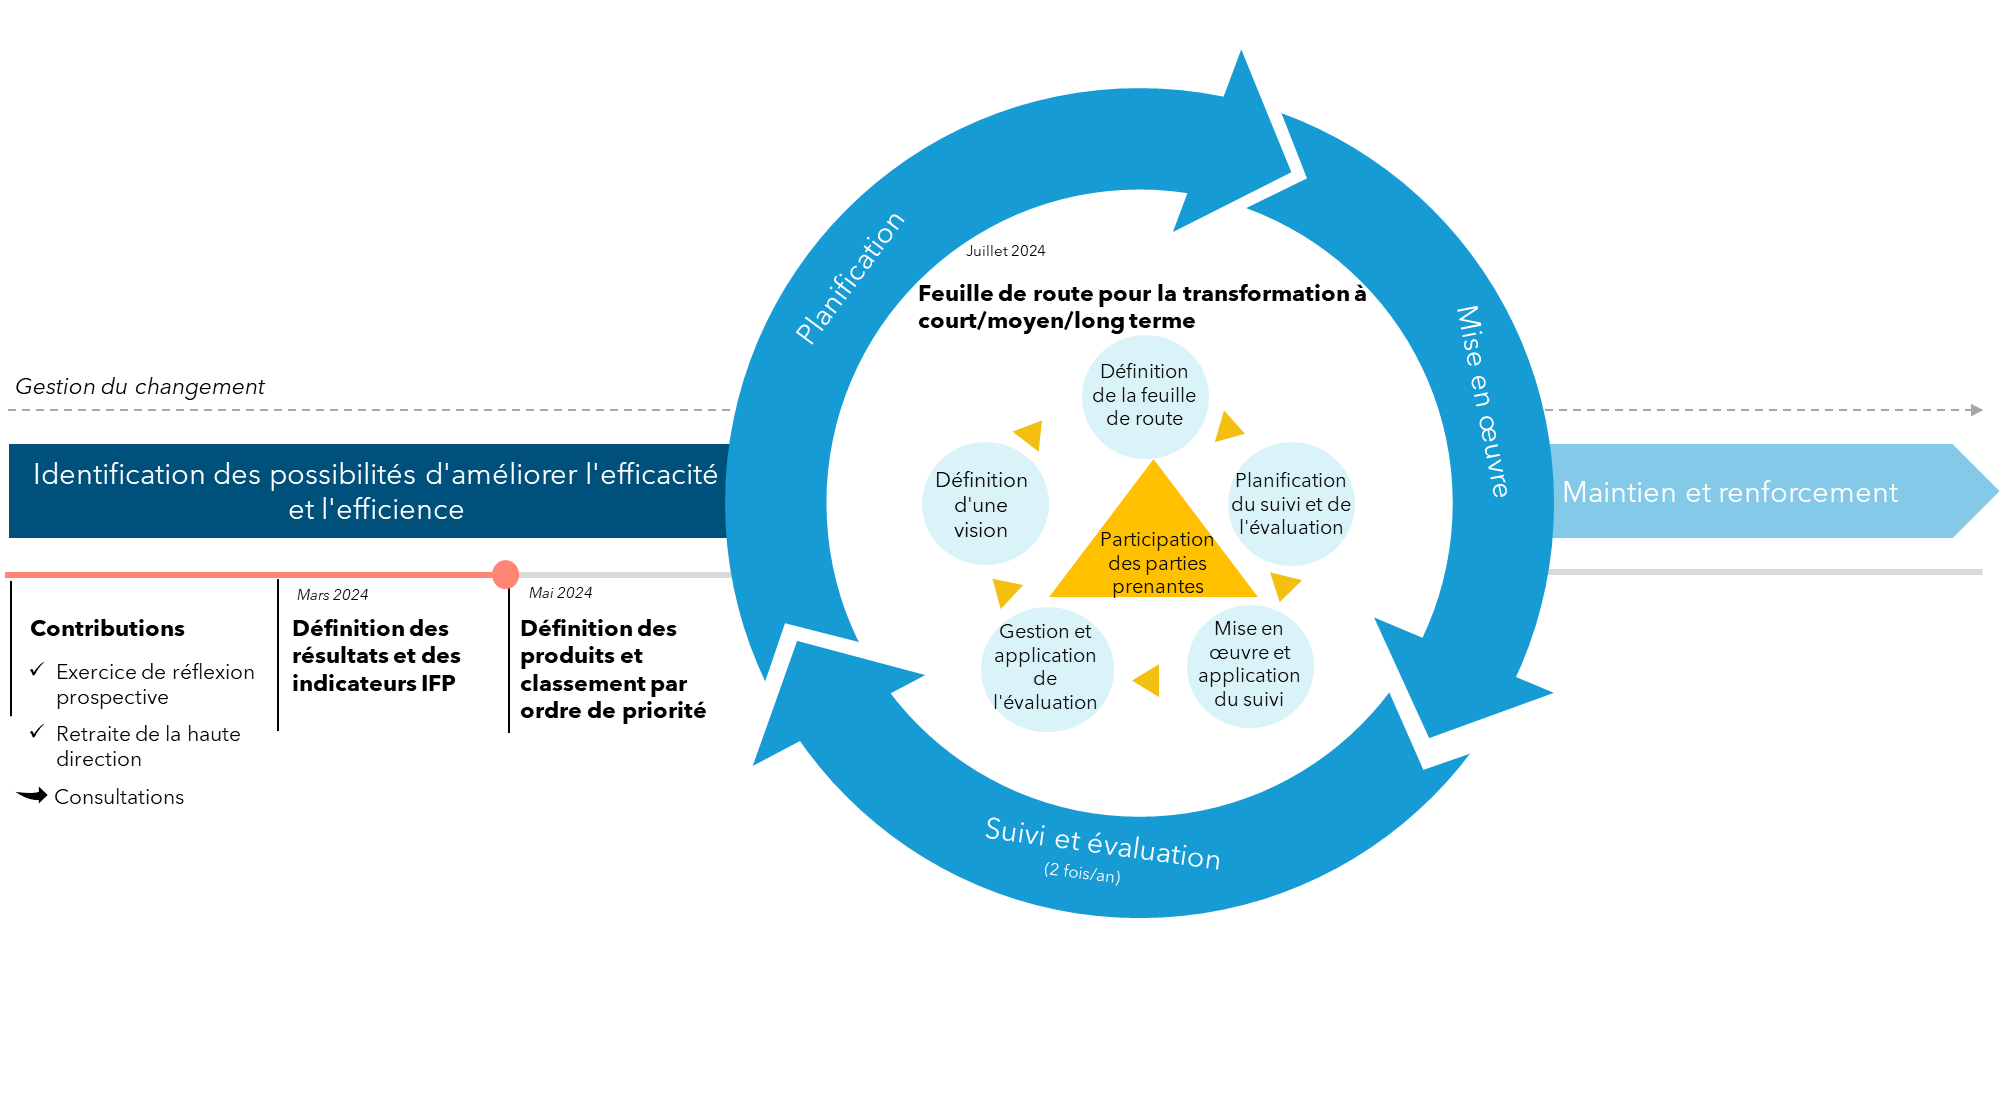 Gestion du changement
Identification des possibilités d'améliorer l'efficacité
et l'efficience
Contributions
✓ Exercice de réflexion
prospective
✓ Retraite de la haute
direction
Consultations
Mars 2024
Définition des
résultats et des
indicateurs IFP
Mai 2024
Définition des
produits et
classement par
ordre de priorité
Planification
Mise en œuvre
Suivi et évaluation
(2 fois/an)
Juillet 2024
Feuille de route pour la transformation à
court/moyen/long terme
Définition
de la feuille
de route
Planification
du suivi et de
l'évaluation
Mise en
œuvre et
application
du suivi
Gestion et
application
de
l'évaluation
Définition
d'une
vision
Participation
des parties
prenantes
Maintien et renforcement